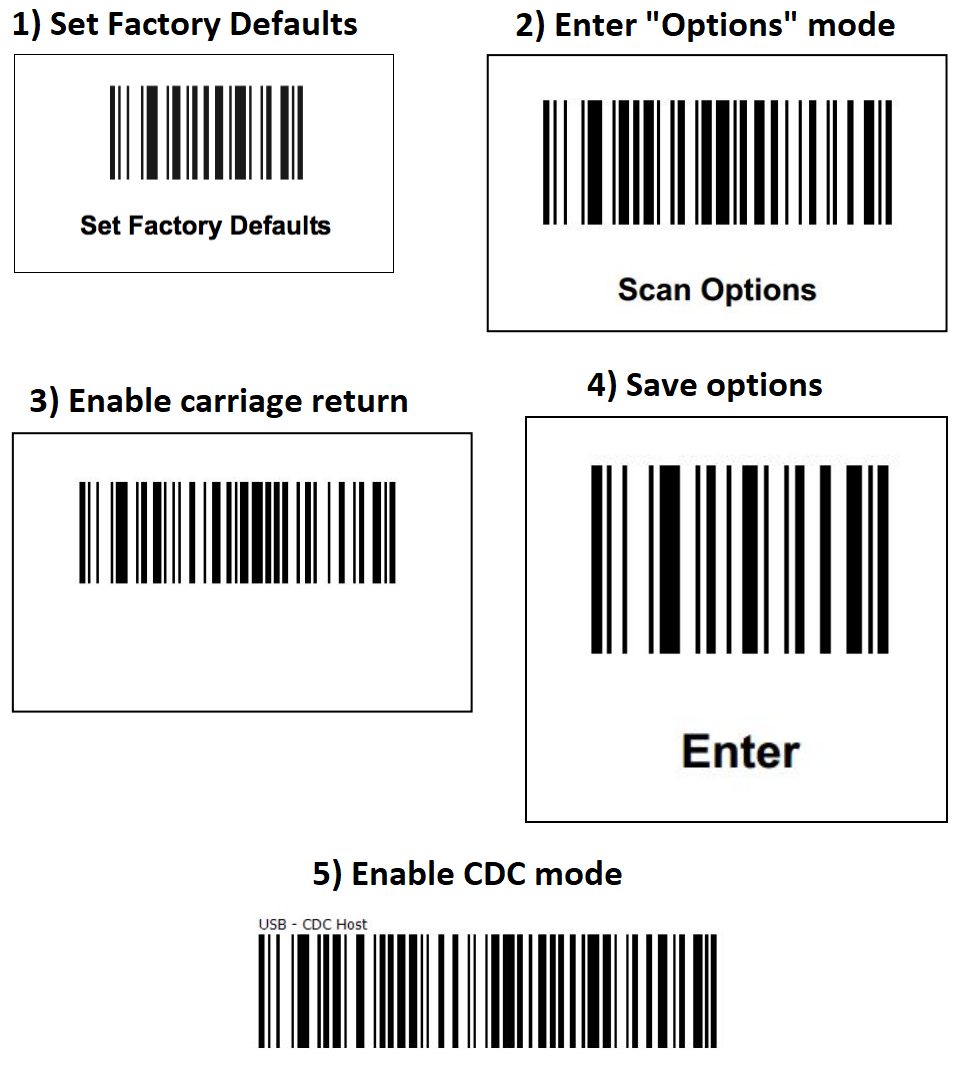 1) Set Factory Defaults
Set Factory Defaults
2) Enter "Options" mode
Scan Options
3) Enable carriage return
4) Save options
Enter
5) Enable CDC mode
USB - CDC Host